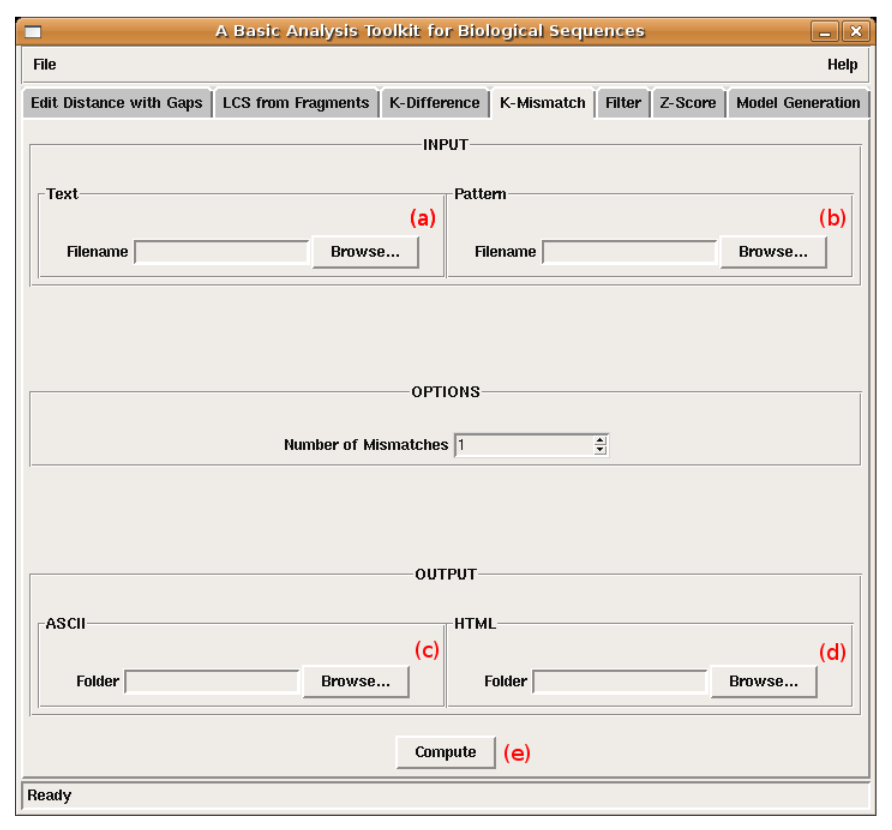 A Basic Analysis Toolkit for Biological Sequences
File Help
Edit Distance with Gaps LCS from Fragments K-Difference K-Mismatch Filter Z-Score Model Generation
INPUT
Text Pattern
(a) (b)
Filename Browse... Filename Browse...
OPTIONS
Number of Mismatches 1
OUTPUT
ASCII HTML
(c) (d)
Folder Browse... Folder Browse...
Compute (e)
Ready